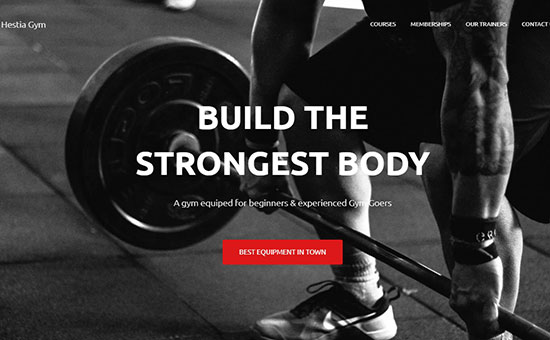 Hestia Gym
COURSES MEMBERSHIPS OUR TRAINERS CONTACT
BUILD THE
STRONGEST BODY
A gym equiped for beginners & experienced Gym Goers
BEST EQUIPMENT IN TOWN